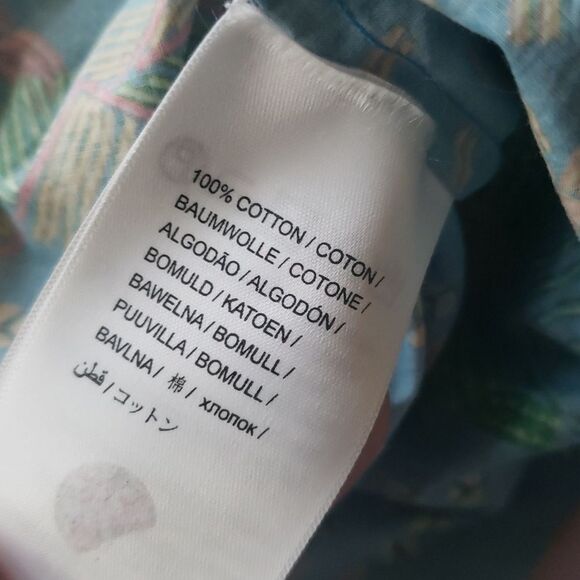 100% COTTON / COTON /
BAUMWOLLE / COTONE /
ALGODÃO / ALGODÓN /
BOMULD / KATOEN /
BAWELNA / BOMULL /
PUUVILLA / BOMULL /
BAVLNA / 棉 / хлопок /
قطن / コットン